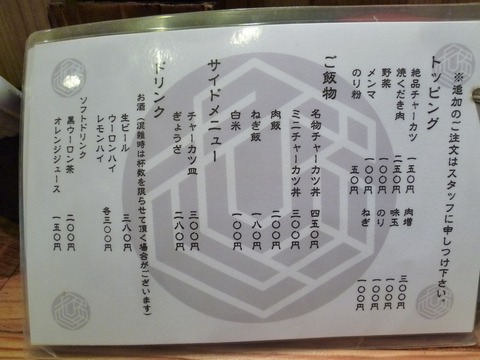 ※追加のご注文はスタッフに申しつけ下さい。
トッピング
絶品チャーカツ 一五〇円
焼くだき肉 二五〇円
野菜 一〇〇円
メンマ 一〇〇円
のり粉 五〇円
肉増 三〇〇円
味玉 一〇〇円
のり 一〇〇円
ねぎ 一〇〇円
ご飯物
名物チャーカツ丼 四五〇円
ミニチャーカツ丼 三〇〇円
肉飯 二〇〇円
ねぎ飯 一八〇円
白米 一〇〇円
サイドメニュー
チャーカツ皿 三〇〇円
ぎょうざ 二八〇円
ドリンク
お酒(混雑時は杯数を限らせて頂く場合がございます)
生ビール 三八〇円
ウーロンハイ
レモンハイ 各三〇〇円
ソフトドリンク
黒ウーロン茶 二〇〇円
オレンジジュース 一五〇円